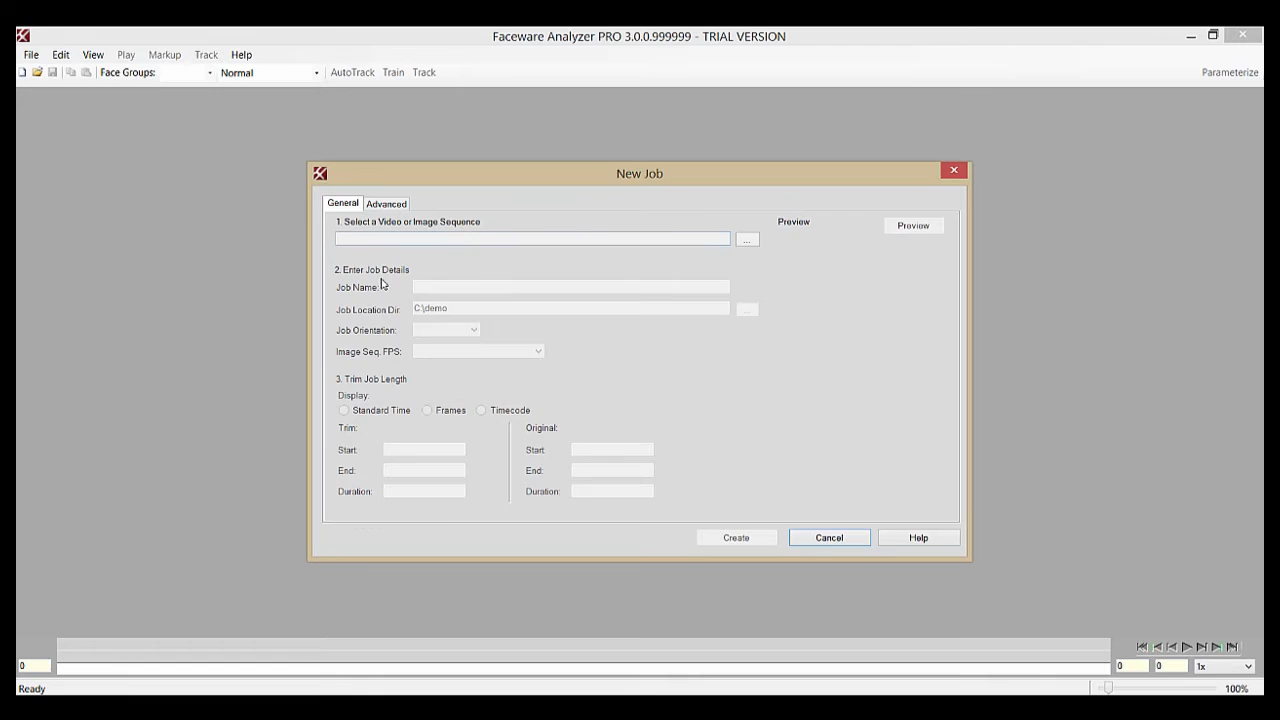 Faceware Analyzer PRO 3.0.0.999999 - TRIAL VERSION
File Edit View Play Markup Track Help
Face Groups: Normal AutoTrack Train Track Parameterize
New Job
General Advanced
1. Select a Video or Image Sequence Preview Preview
...
2. Enter Job Details
Job Name:
Job Location Dir: C:\demo ...
Job Orientation:
Image Seq. FPS:
3. Trim Job Length
Display:
Standard Time Frames Timecode
Trim: Original:
Start: Start:
End: End:
Duration: Duration:
Create Cancel Help
0 0 0 1x
Ready 100%